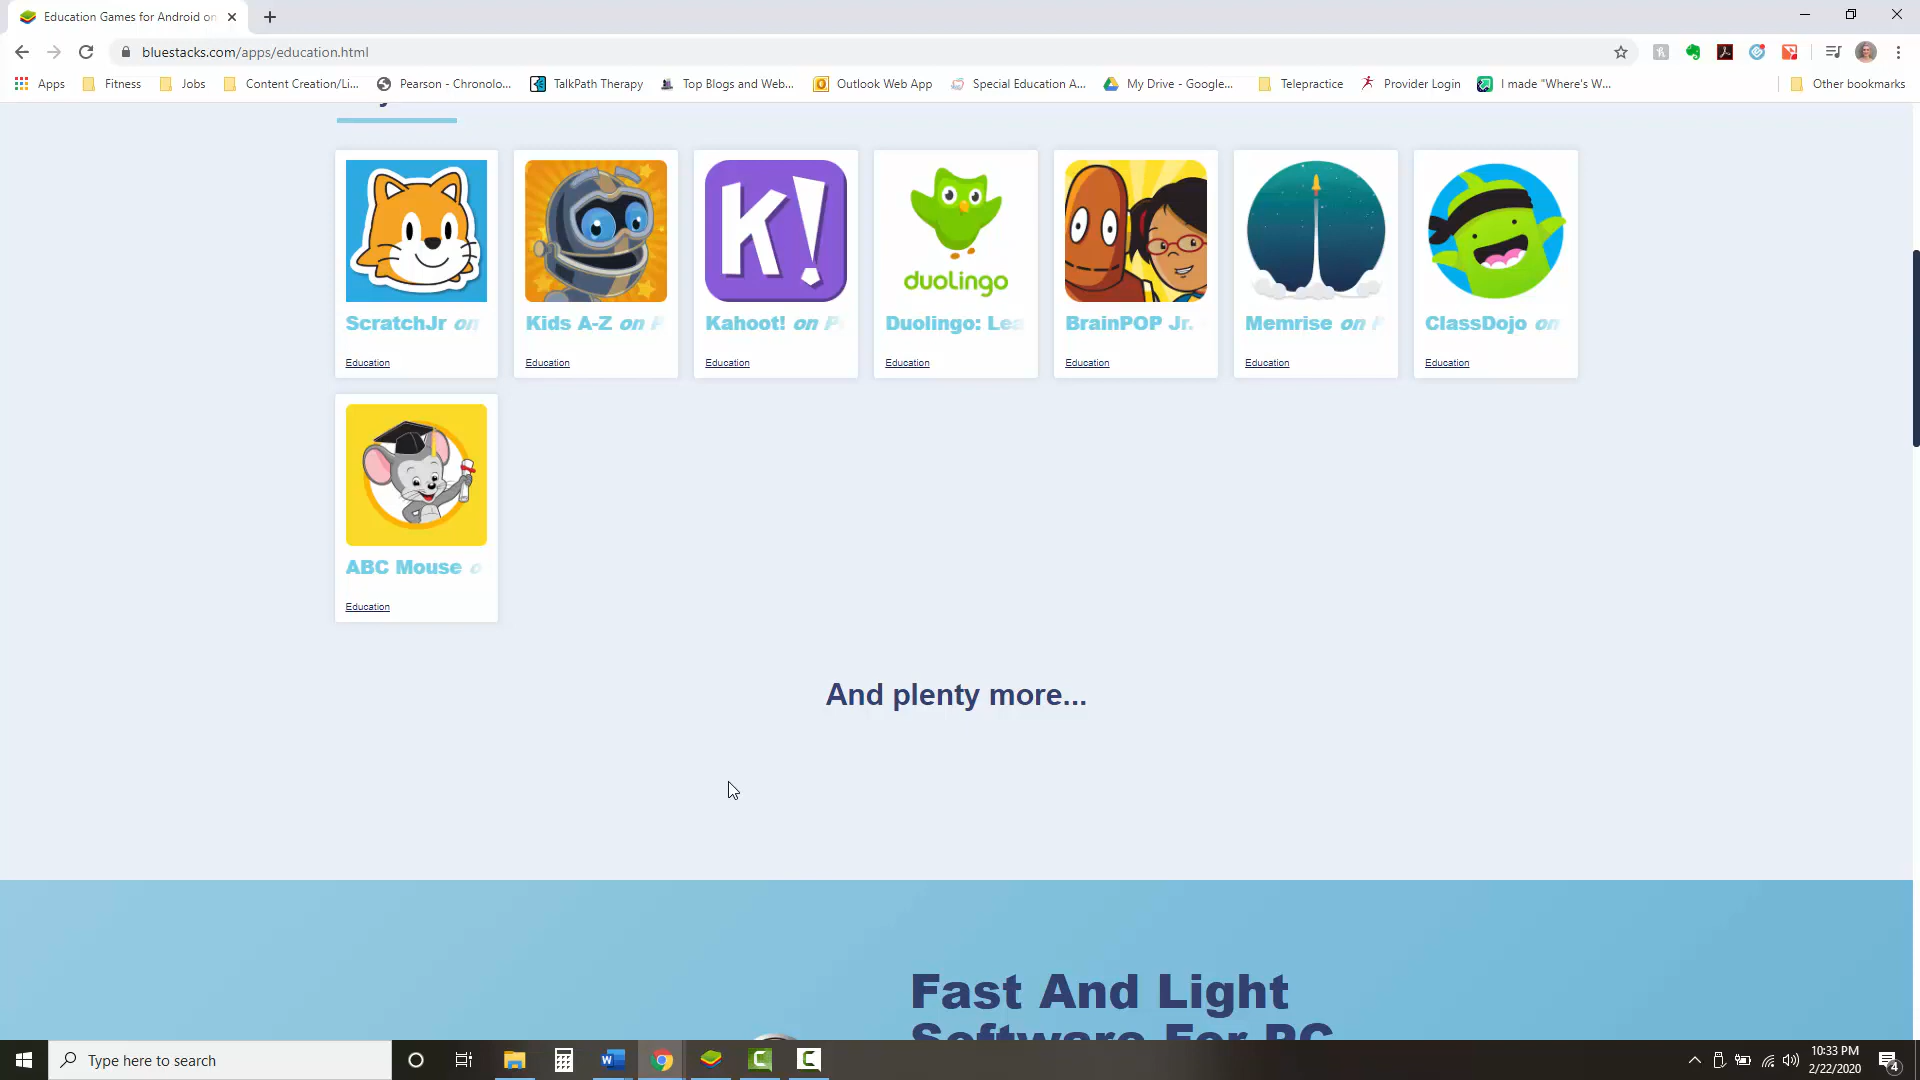 Education Games for Android on
bluestacks.com/apps/education.html
Apps
Fitness
Jobs
Content Creation/Li...
Pearson - Chronolo...
TalkPath Therapy
Top Blogs and Web...
Outlook Web App
Special Education A...
My Drive - Google...
Telepractice
Provider Login
I made "Where's W...
Other bookmarks
K!
duolingo
ScratchJr on
Kids A-Z on P
Kahoot! on P
Duolingo: Lea
BrainPOP Jr.
Memrise on P
ClassDojo on
Education
Education
Education
Education
Education
Education
Education
ABC Mouse o
Education
And plenty more...
Fast And Light
Software For PC
Type here to search
10:33 PM
2/22/2020
4